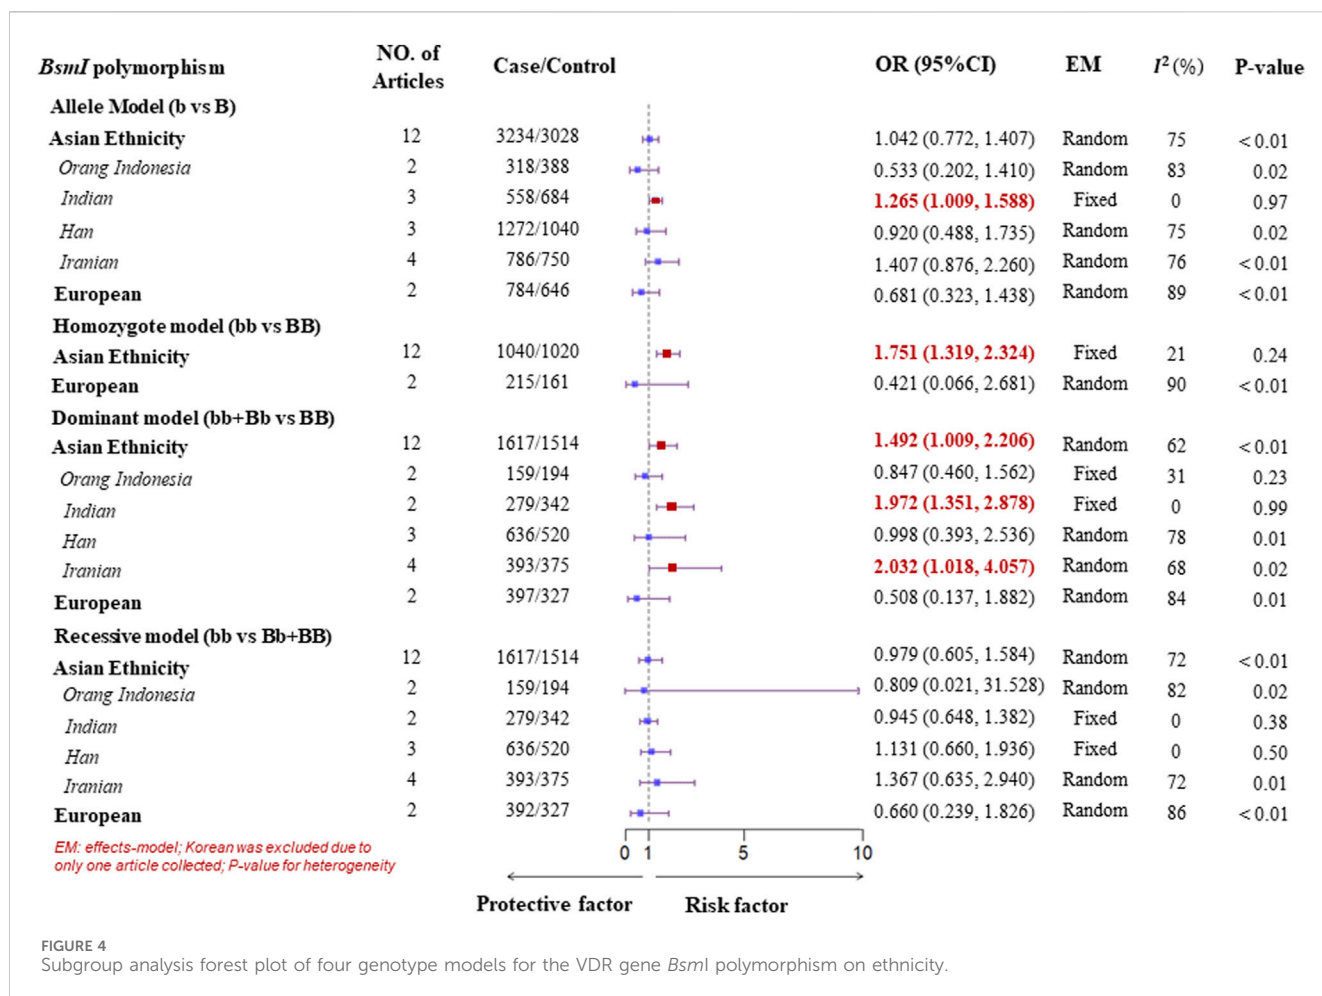 BsmI polymorphism NO. of Articles Case/Control OR (95%CI) EM I² (%) P-value
Allele Model (b vs B)
Asian Ethnicity 12 3234/3028 1.042 (0.772, 1.407) Random 75 <0.01
Orang Indonesia 2 318/388 0.533 (0.202, 1.410) Random 83 0.02
Indian 3 558/684 1.265 (1.009, 1.588) Fixed 0 0.97
Han 3 1272/1040 0.920 (0.488, 1.735) Random 75 0.02
Iranian 4 786/750 1.407 (0.876, 2.260) Random 76 <0.01
European 2 784/646 0.681 (0.323, 1.438) Random 89 <0.01
Homozygote model (bb vs BB)
Asian Ethnicity 12 1040/1020 1.751 (1.319, 2.324) Fixed 21 0.24
European 2 215/161 0.421 (0.066, 2.681) Random 90 <0.01
Dominant model (bb+Bb vs BB)
Asian Ethnicity 12 1617/1514 1.492 (1.009, 2.206) Random 62 <0.01
Orang Indonesia 2 159/194 0.847 (0.460, 1.562) Fixed 31 0.23
Indian 2 279/342 1.972 (1.351, 2.878) Fixed 0 0.99
Han 3 636/520 0.998 (0.393, 2.536) Random 78 0.01
Iranian 4 393/375 2.032 (1.018, 4.057) Random 68 0.02
European 2 397/327 0.508 (0.137, 1.882) Random 84 0.01
Recessive model (bb vs Bb+BB)
Asian Ethnicity 12 1617/1514 0.979 (0.605, 1.584) Random 72 <0.01
Orang Indonesia 2 159/194 0.809 (0.021, 31.528) Random 82 0.02
Indian 2 279/342 0.945 (0.648, 1.382) Fixed 0 0.38
Han 3 636/520 1.131 (0.660, 1.936) Fixed 0 0.50
Iranian 4 393/375 1.367 (0.635, 2.940) Random 72 0.01
European 2 392/327 0.660 (0.239, 1.826) Random 86 <0.01
EM: effects-model; Korean was excluded due to
only one article collected; P-value for heterogeneity
0 1 5 10
Protective factor Risk factor
FIGURE 4
Subgroup analysis forest plot of four genotype models for the VDR gene BsmI polymorphism on ethnicity.